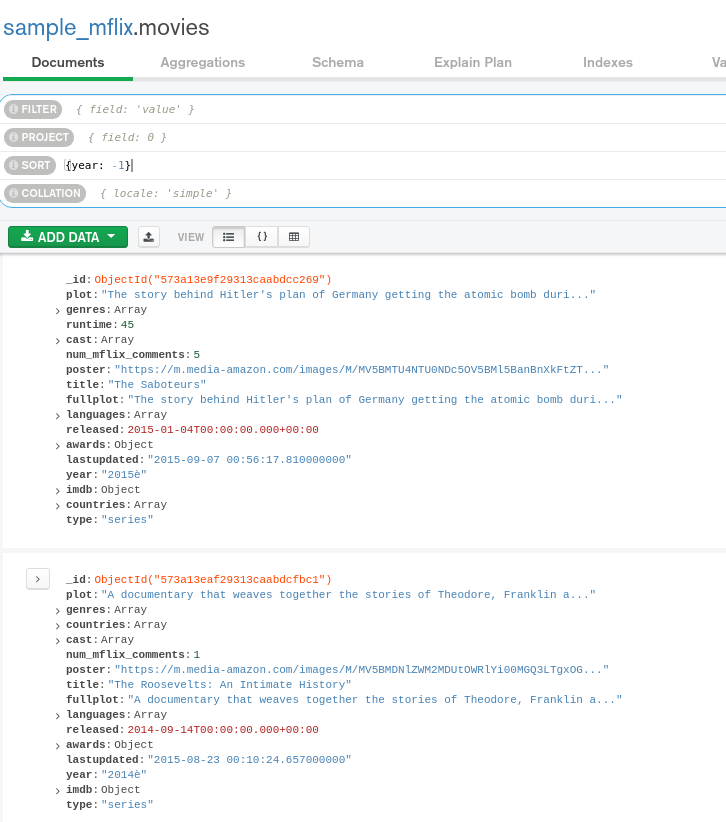 sample_mflix.movies
Documents Aggregations Schema Explain Plan Indexes Va
FILTER { field: 'value' }
PROJECT { field: 0 }
SORT {year: -1}
COLLATION { locale: 'simple' }
ADD DATA VIEW {}
_id: ObjectId("573a13e9f29313caabdcc269")
plot: "The story behind Hitler's plan of Germany getting the atomic bomb duri..."
genres: Array
runtime: 45
cast: Array
num_mflix_comments: 5
poster: "https://m.media-amazon.com/images/M/MV5BMTU4NTU0NDc5OV5BMl5BanBnXkFtZT..."
title: "The Saboteurs"
fullplot: "The story behind Hitler's plan of Germany getting the atomic bomb duri..."
languages: Array
released: 2015-01-04T00:00:00.000+00:00
awards: Object
lastupdated: "2015-09-07 00:56:17.810000000"
year: "2015è"
imdb: Object
countries: Array
type: "series"
_id: ObjectId("573a13eaf29313caabdcfbc1")
plot: "A documentary that weaves together the stories of Theodore, Franklin a..."
genres: Array
countries: Array
cast: Array
num_mflix_comments: 1
poster: "https://m.media-amazon.com/images/M/MV5BMDNlZWM2MDUtOWRlYi00MGQ3LTgxOG..."
title: "The Roosevelts: An Intimate History"
fullplot: "A documentary that weaves together the stories of Theodore, Franklin a..."
languages: Array
released: 2014-09-14T00:00:00.000+00:00
awards: Object
lastupdated: "2015-08-23 00:10:24.657000000"
year: "2014è"
imdb: Object
type: "series"